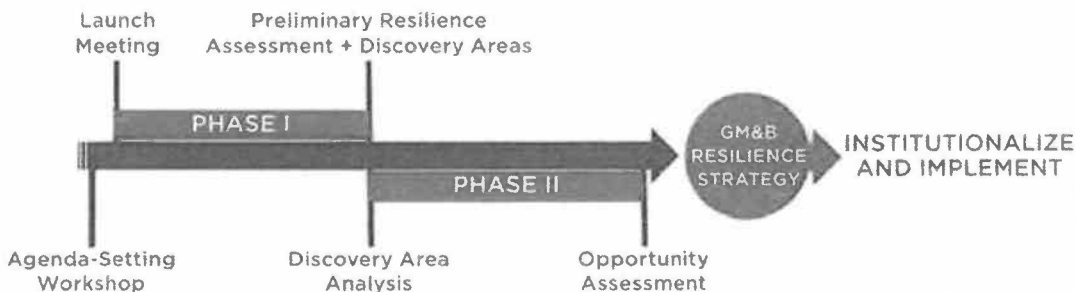 Launch
Meeting
Preliminary Resilience
Assessment + Discovery Areas
PHASE I
GM&B
RESILIENCE
STRATEGY
INSTITUTIONALIZE
AND IMPLEMENT
PHASE II
Agenda-Setting
Workshop
Discovery Area
Analysis
Opportunity
Assessment